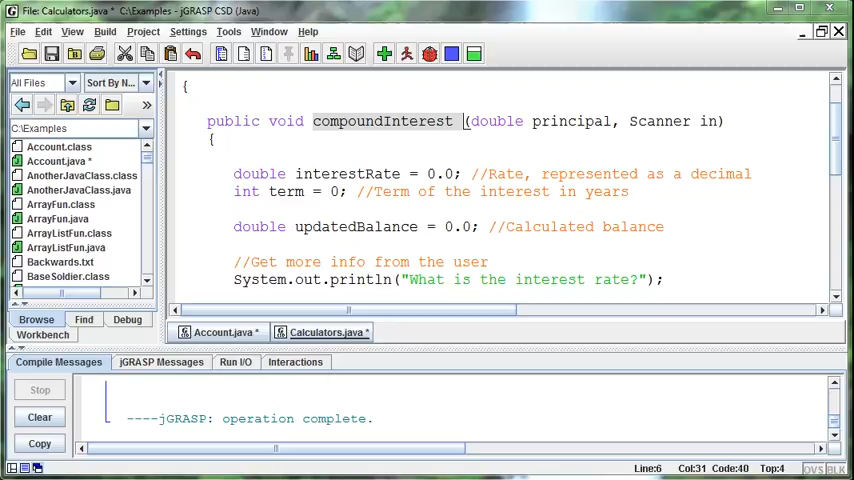 File: Calculators.java * C:\Examples - jGRASP CSD (Java)
File Edit View Build Project Settings Tools Window Help
All Files Sort By N...
C:\Examples
Account.class
Account.java *
AnotherJavaClass.class
AnotherJavaClass.java
ArrayFun.class
ArrayFun.java
ArrayListFun.class
ArrayListFun.java
Backwards.txt
BaseSoldier.class
Browse Find Debug
Workbench
{
public void compoundInterest (double principal, Scanner in)
{
double interestRate = 0.0; //Rate, represented as a decimal
int term = 0; //Term of the interest in years
double updatedBalance = 0.0; //Calculated balance
//Get more info from the user
System.out.println("What is the interest rate?");
Account.java * Calculators.java *
Compile Messages jGRASP Messages Run I/O Interactions
Stop
Clear
Copy
----jGRASP: operation complete.
Line:6 Col:31 Code:40 Top:4 OVS BLK